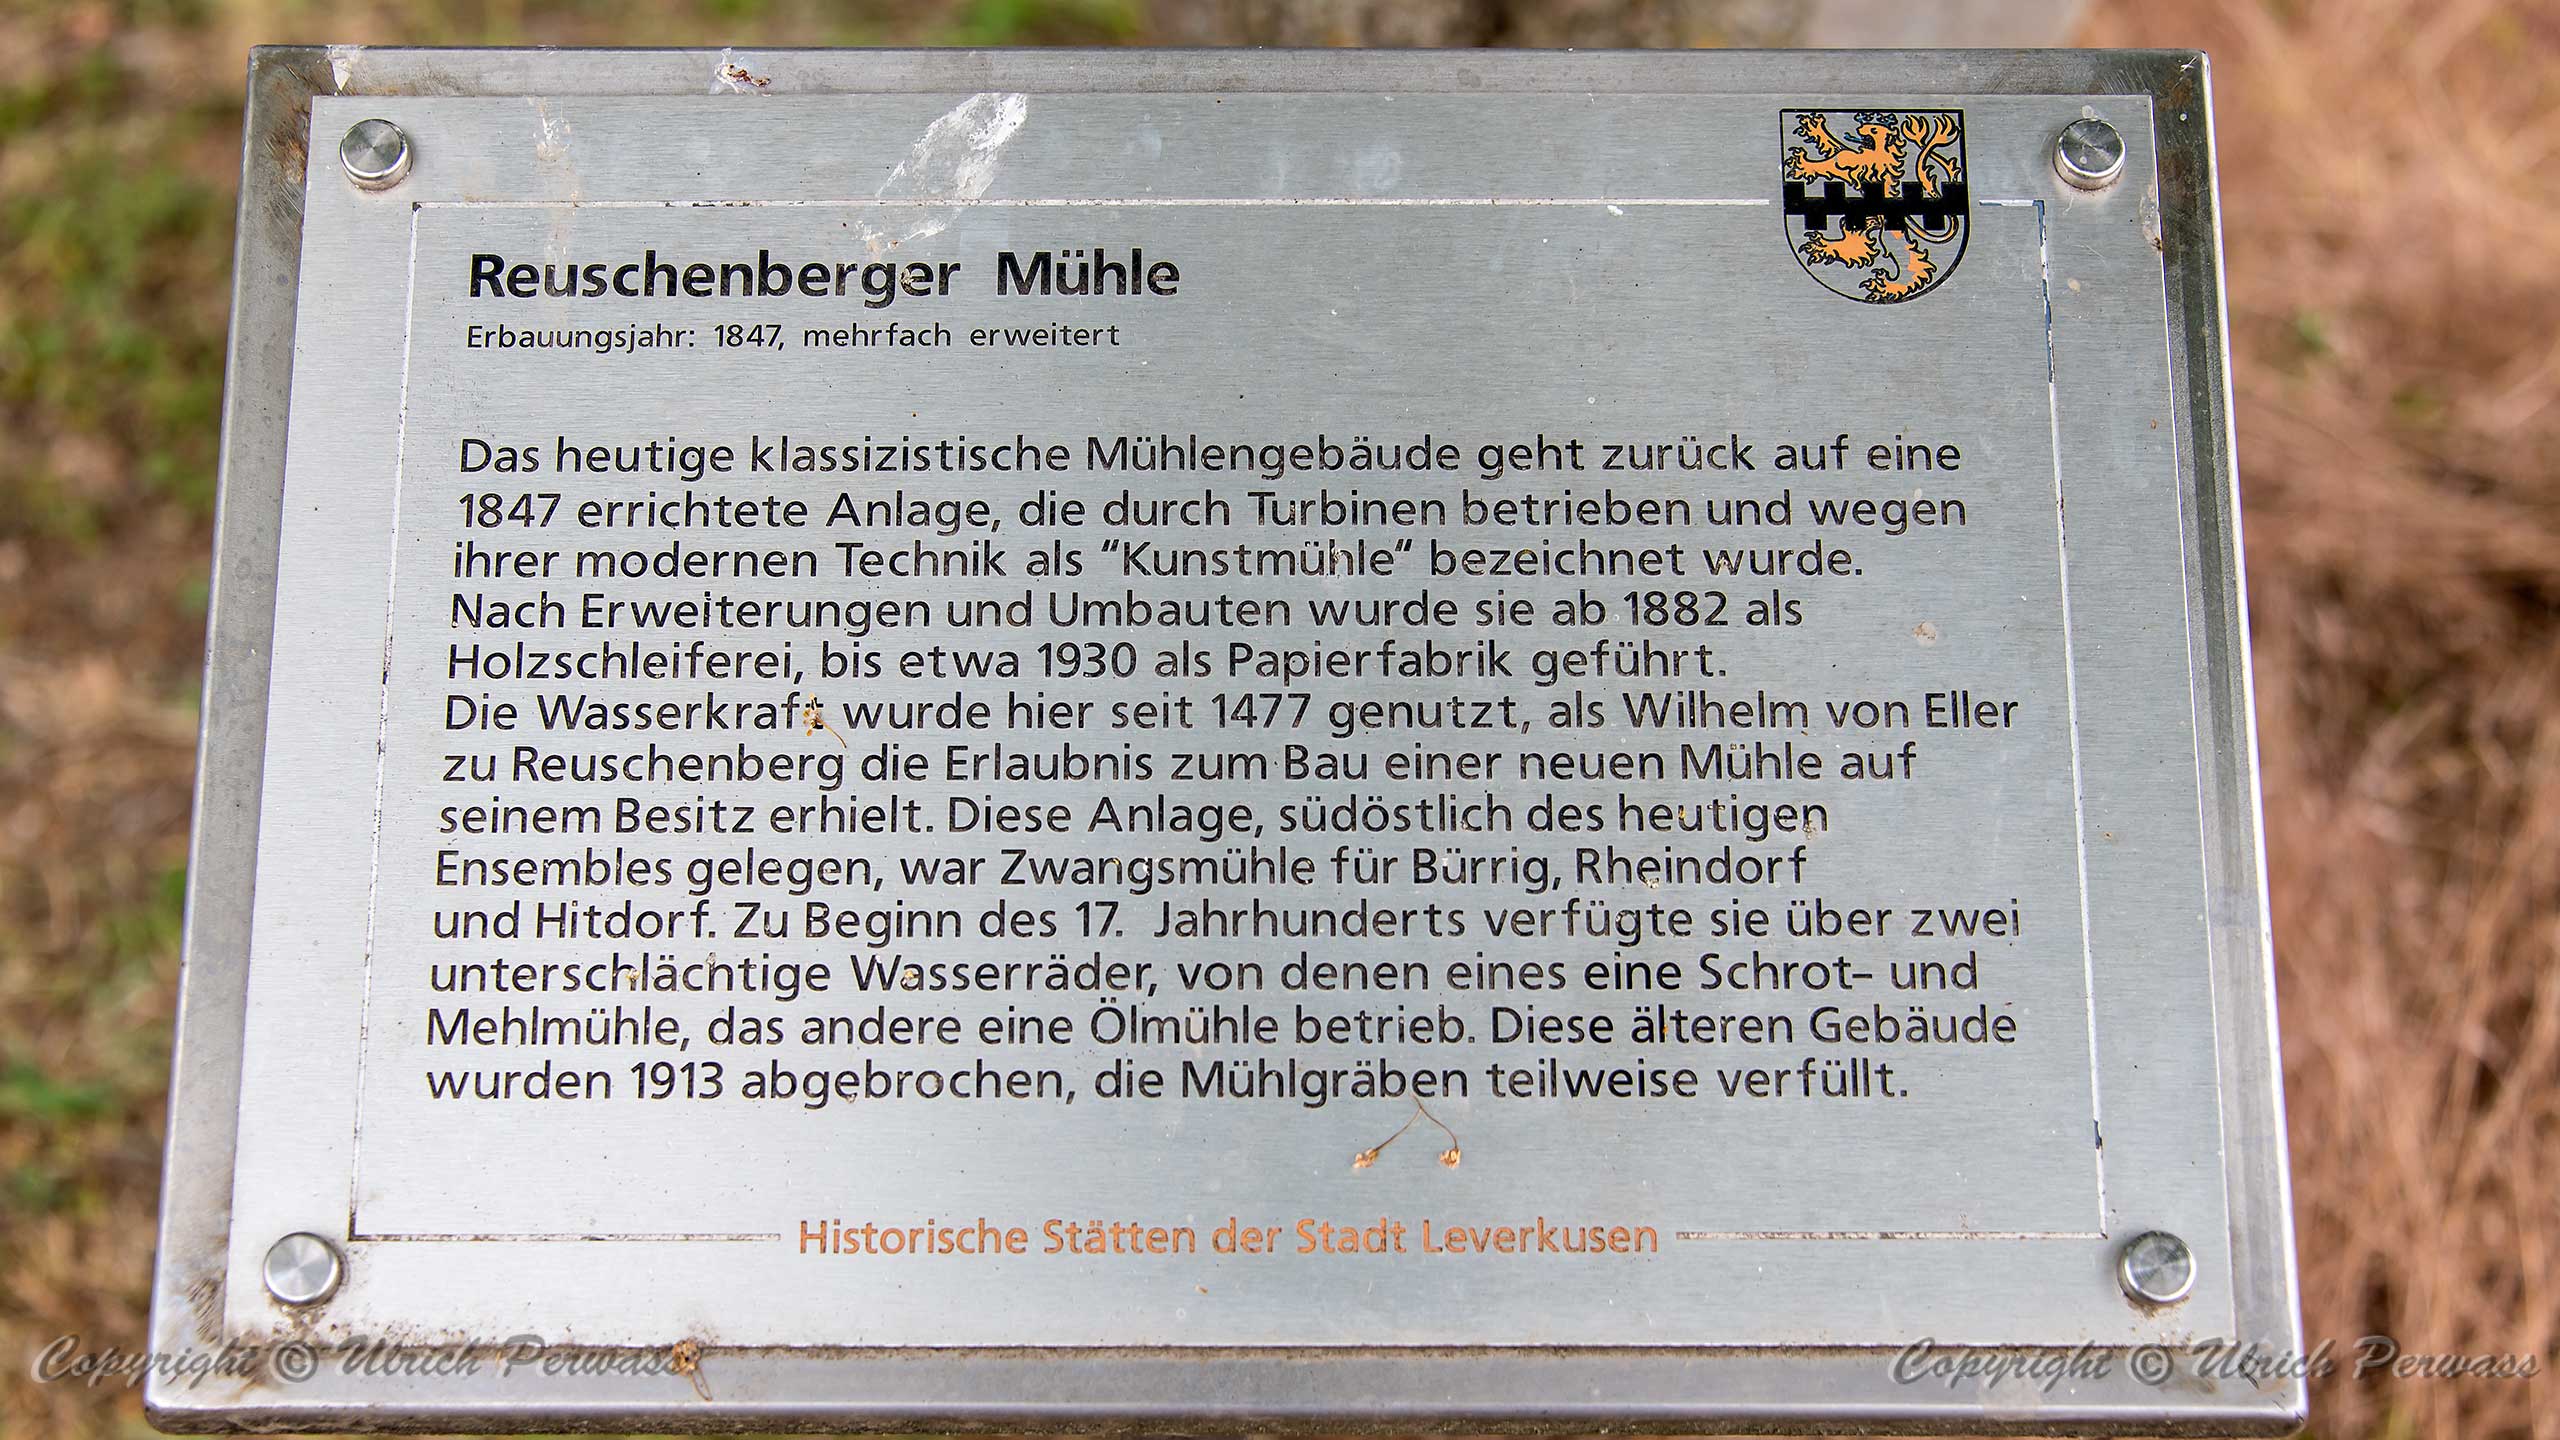 Reuschenberger Mühle
Erbauungsjahr: 1847, mehrfach erweitert
Das heutige klassizistische Mühlengebäude geht zurück auf eine
1847 errichtete Anlage, die durch Turbinen betrieben und wegen
ihrer modernen Technik als “Kunstmühle“ bezeichnet wurde.
Nach Erweiterungen und Umbauten wurde sie ab 1882 als
Holzschleiferei, bis etwa 1930 als Papierfabrik geführt.
Die Wasserkraft wurde hier seit 1477 genutzt, als Wilhelm von Eller
zu Reuschenberg die Erlaubnis zum Bau einer neuen Mühle auf
seinem Besitz erhielt. Diese Anlage, südöstlich des heutigen
Ensembles gelegen, war Zwangsmühle für Bürrig, Rheindorf
und Hitdorf. Zu Beginn des 17. Jahrhunderts verfügte sie über zwei
unterschlächtige Wasserräder, von denen eines eine Schrot– und
Mehlmühle, das andere eine Ölmühle betrieb. Diese älteren Gebäude
wurden 1913 abgebrochen, die Mühlgräben teilweise verfüllt.
Historische Stätten der Stadt Leverkusen
Copyright © Ulrich Perwass
Copyright © Ulrich Perwass